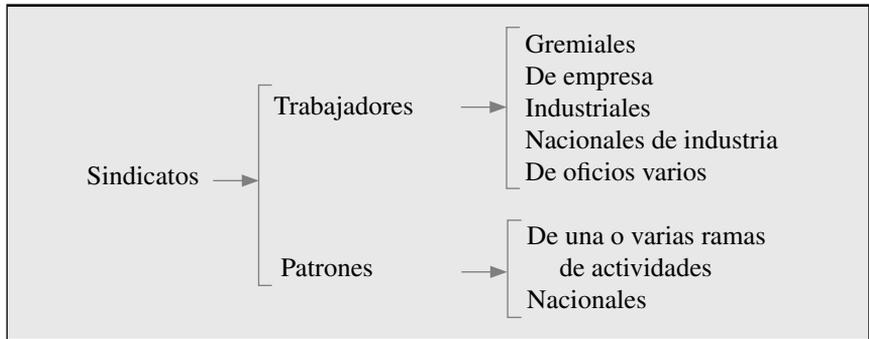 Sindicatos
Trabajadores
Gremiales
De empresa
Industriales
Nacionales de industria
De oficios varios
Patrones
De una o varias ramas
de actividades
Nacionales